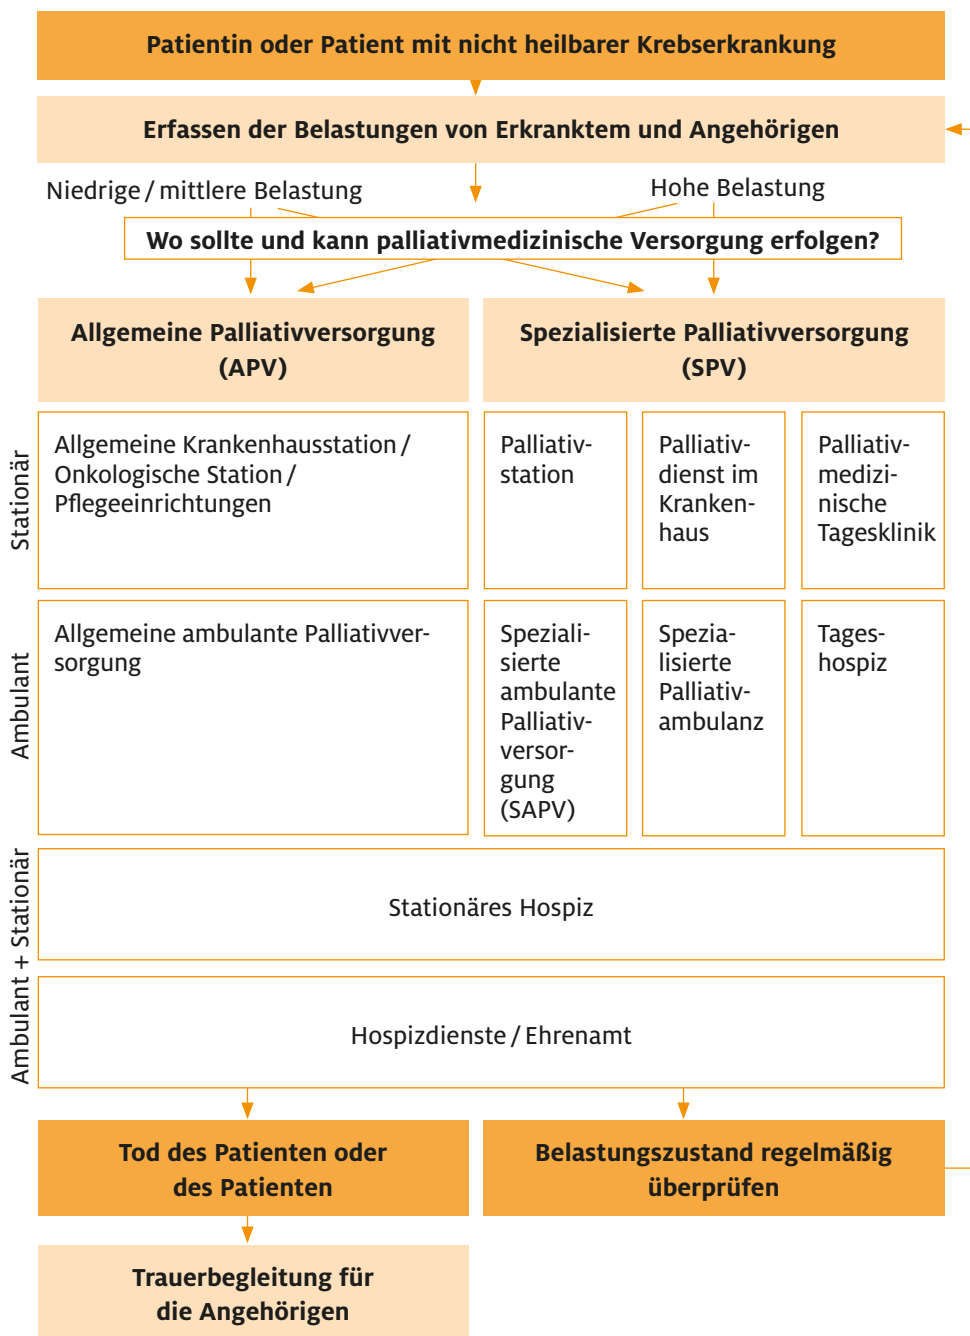 Patientin oder Patient mit nicht heilbarer Krebserkrankung
Erfassen der Belastungen von Erkranktem und Angehörigen
Niedrige / mittlere Belastung
Hohe Belastung
Wo sollte und kann palliativmedizinische Versorgung erfolgen?
Allgemeine Palliativversorgung
(APV)
Spezialisierte Palliativversorgung
(SPV)
Stationär
Allgemeine Krankenhausstation /
Onkologische Station /
Pflegeeinrichtungen
Palliativ-
station
Palliativ-
dienst im
Kranken-
haus
Palliativ-
medizi-
nische
Tagesklinik
Ambulant
Allgemeine ambulante Palliativver-
sorgung
Speziali-
sierte
ambulante
Palliativ-
versor-
gung
(SAPV)
Spezia-
lisierte
Palliativ-
ambulanz
Tages-
hospiz
Ambulant + Stationär
Stationäres Hospiz
Hospizdienste / Ehrenamt
Tod des Patienten oder
des Patienten
Belastungszustand regelmäßig
überprüfen
Trauerbegleitung für
die Angehörigen